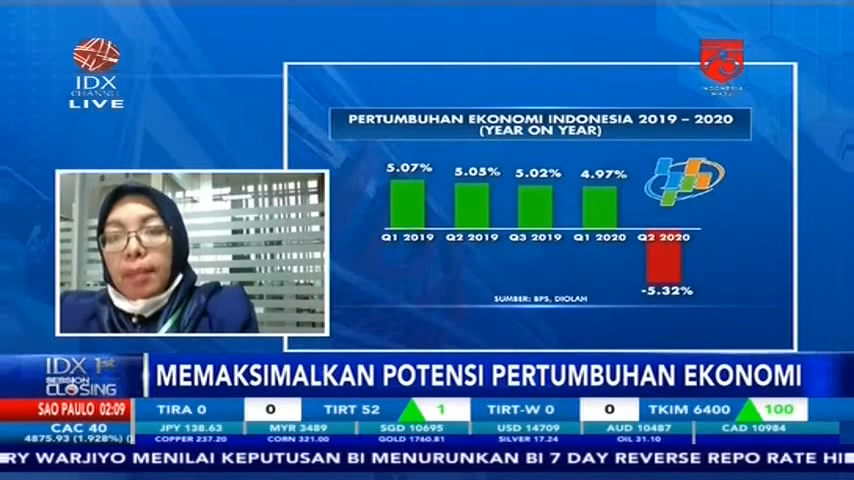 IDX
CHANNEL
LIVE
75
INDONESIA
MAJU
PERTUMBUHAN EKONOMI INDONESIA 2019 – 2020
(YEAR ON YEAR)
5.07% 5.05% 5.02% 4.97%
Q1 2019 Q2 2019 Q3 2019 Q1 2020 Q2 2020
-5.32%
SUMBER: BPS, DIOLAH
IDX 1st
SESSION
CLOSING
MEMAKSIMALKAN POTENSI PERTUMBUHAN EKONOMI
SAO PAULO 02:09 TIRA 0 0 TIRT 52 1 TIRT-W 0 0 TKIM 6400 100
CAC 40 JPY 138.63 MYR 3489 SGD 10695 USD 14709 AUD 10487 CAD 10984
4875.93 (1.928%) COPPER 237.20 CORN 321.00 GOLD 1760.81 SILVER 17.24 OIL 31.10
RY WARJIYO MENILAI KEPUTUSAN BI MENURUNKAN BI 7 DAY REVERSE REPO RATE HI